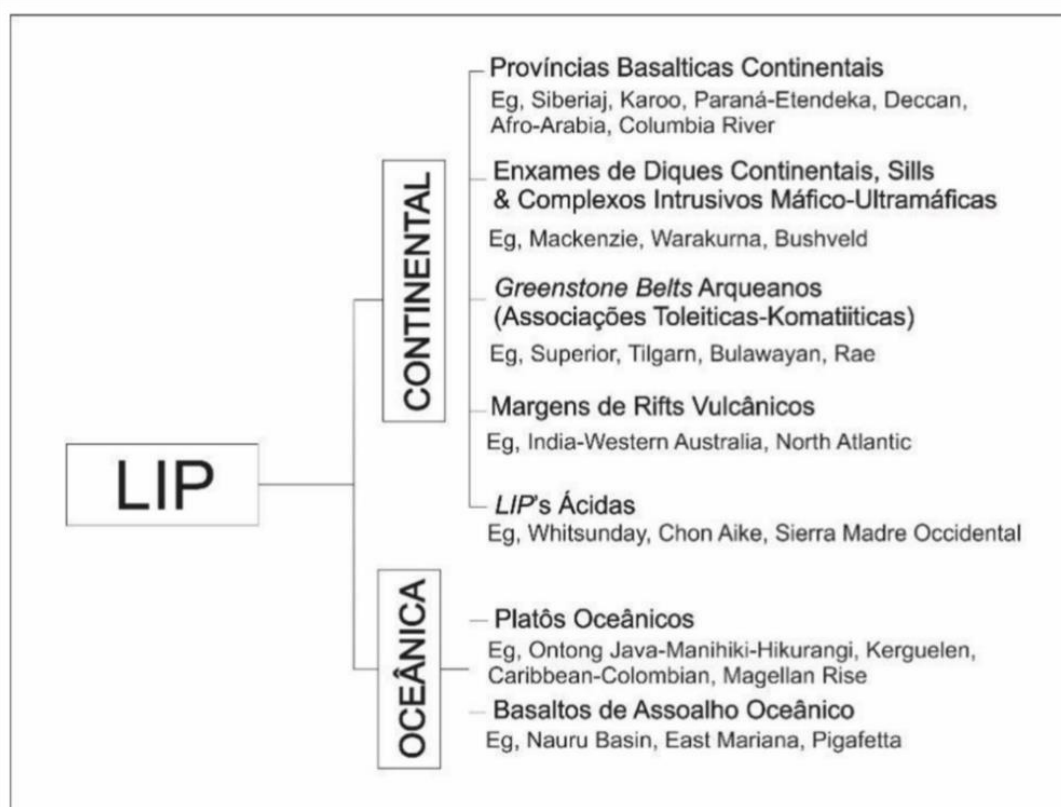 LIP
CONTINENTAL
Províncias Basalticas Continentais
Eg, Siberiaj, Karoo, Paraná-Etendeka, Deccan,
Afro-Arabia, Columbia River
Enxames de Diques Continentais, Sills
& Complexos Intrusivos Máfico-Ultramáficas
Eg, Mackenzie, Warakurna, Bushveld
Greenstone Belts Arqueanos
(Associações Toleiticas-Komatiiticas)
Eg, Superior, Tilgarn, Bulawayan, Rae
Margens de Rifts Vulcânicos
Eg, India-Western Australia, North Atlantic
LIP's Ácidas
Eg, Whitsunday, Chon Aike, Sierra Madre Occidental
OCEÂNICA
Platôs Oceânicos
Eg, Ontong Java-Manihiki-Hikurangi, Kerguelen,
Caribbean-Colombian, Magellan Rise
Basaltos de Assoalho Oceânico
Eg, Nauru Basin, East Mariana, Pigafetta